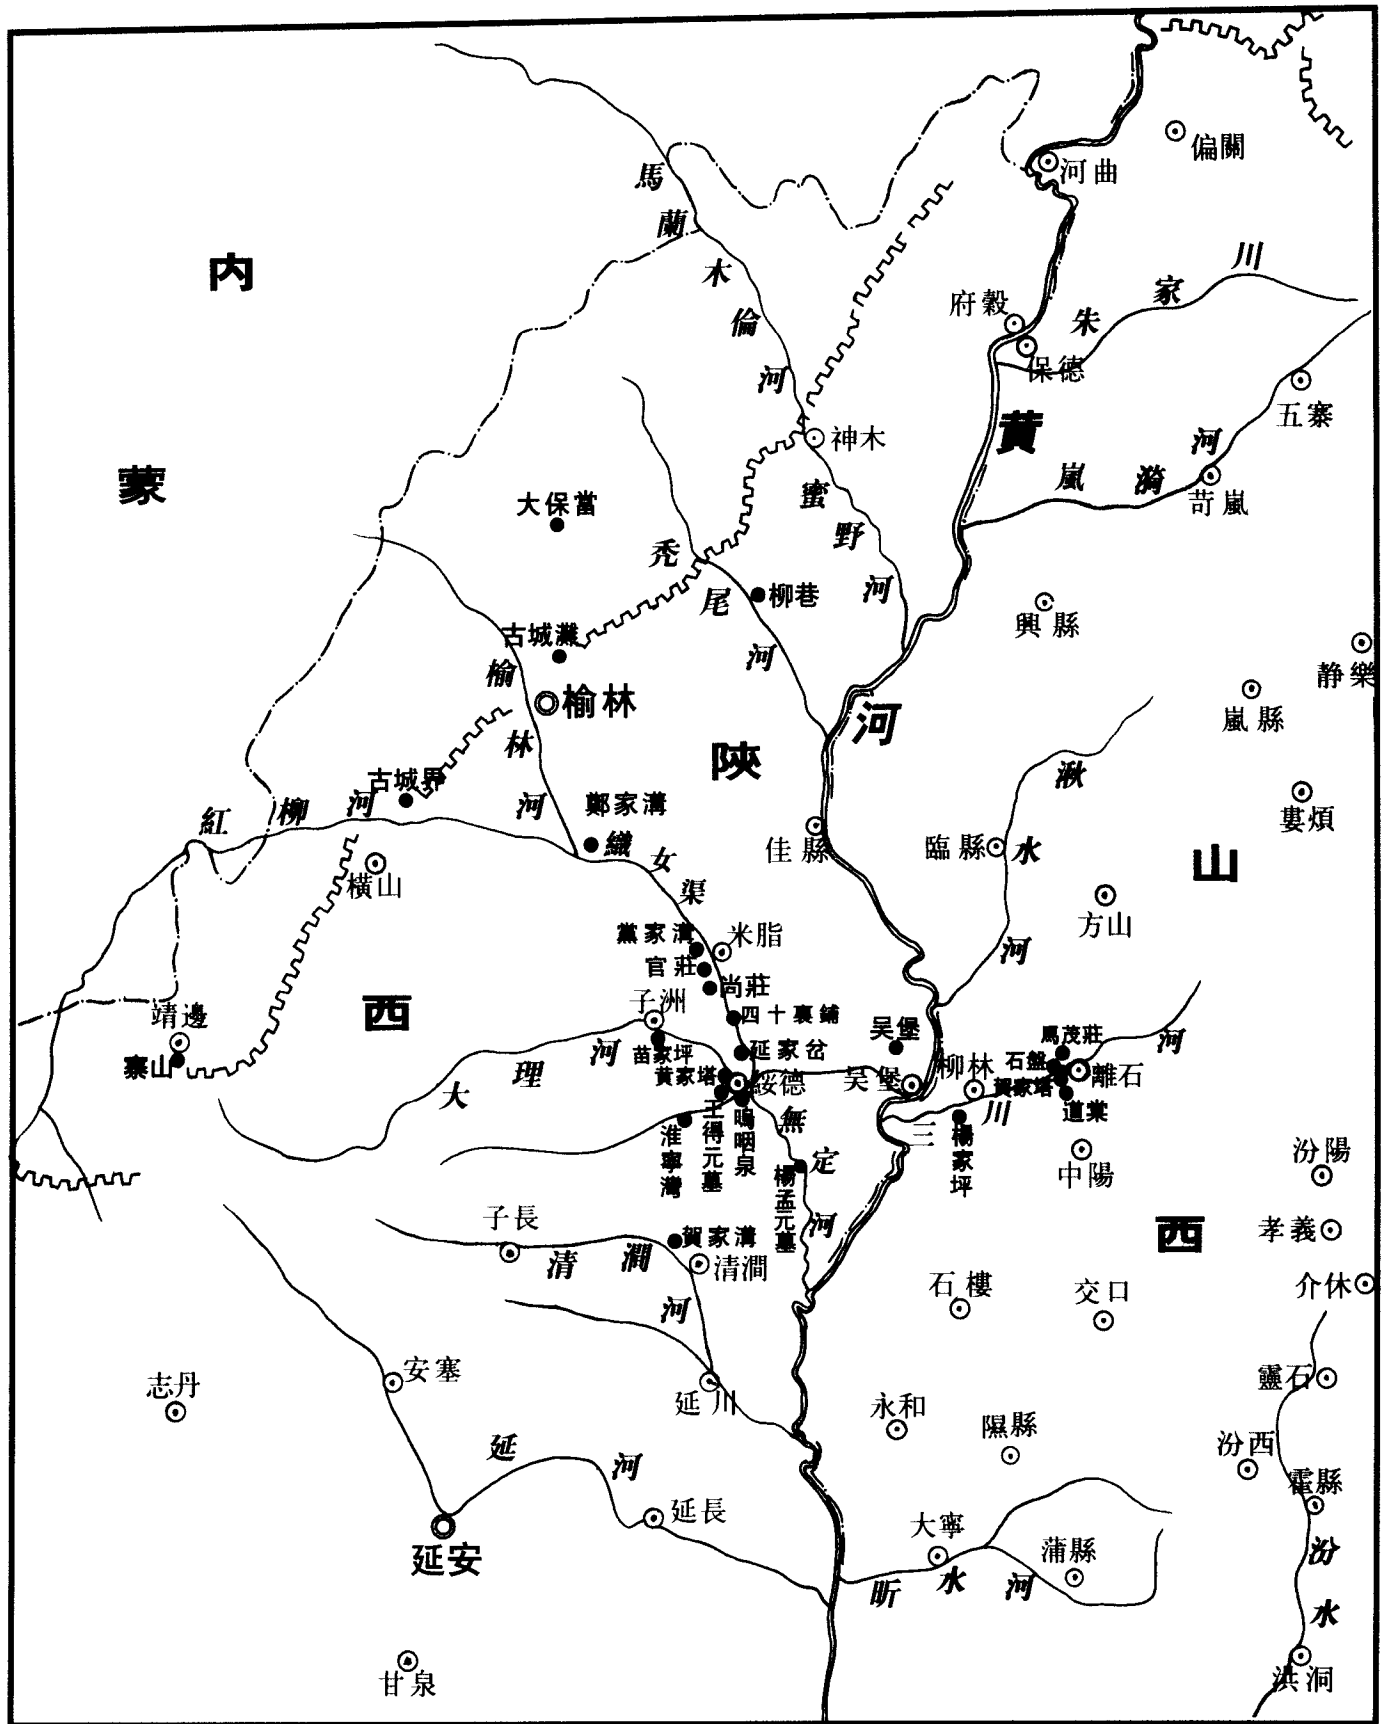 偏關
河曲
馬蘭木倫河
内蒙
川
家
朱
府穀
保德
五寨
黄河
嵐漪河
苛嵐
神木
大保當
蜜野河
禿尾河
柳巷
興縣
静樂
古城灘
榆林河
榆林
嵐縣
陝西
湫水河
古城界
紅柳河
鄭家溝
織女渠
佳縣
臨縣
婁煩
山西
横山
方山
黨家溝
米脂
官莊
尚莊
子洲
四十裏鋪
靖邊
寨山
大理河
苗家坪
延家岔
吴堡
馬茂莊
石盤
離石
河
黄家塔
綏德
吴堡
柳林
賀家塔
道棠
川
三
王得元墓
嗚咽泉
無定河
淮寧灣
楊孟元墓
楊家坪
中陽
汾陽
子長
賀家溝
清澗河
清澗
孝義
石樓
交口
介休
安塞
志丹
延川
永和
隰縣
靈石
汾西
霍縣
延河
延長
延安
大寧
蒲縣
昕水河
汾水
甘泉
洪洞